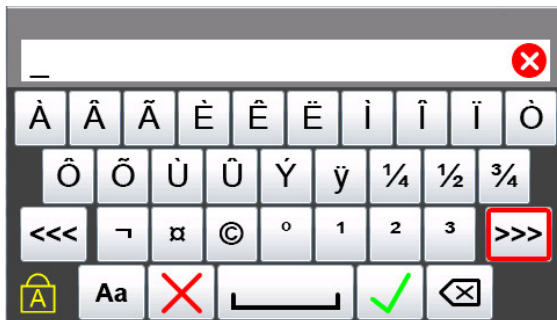 _
À Â Ã È Ê Ë Ì Î Ï Ò
Ô Õ Ù Û Ý ÿ ¼ ½ ¾
<<< ¬ ¤ © º ¹ ² ³ >>>
A Aa